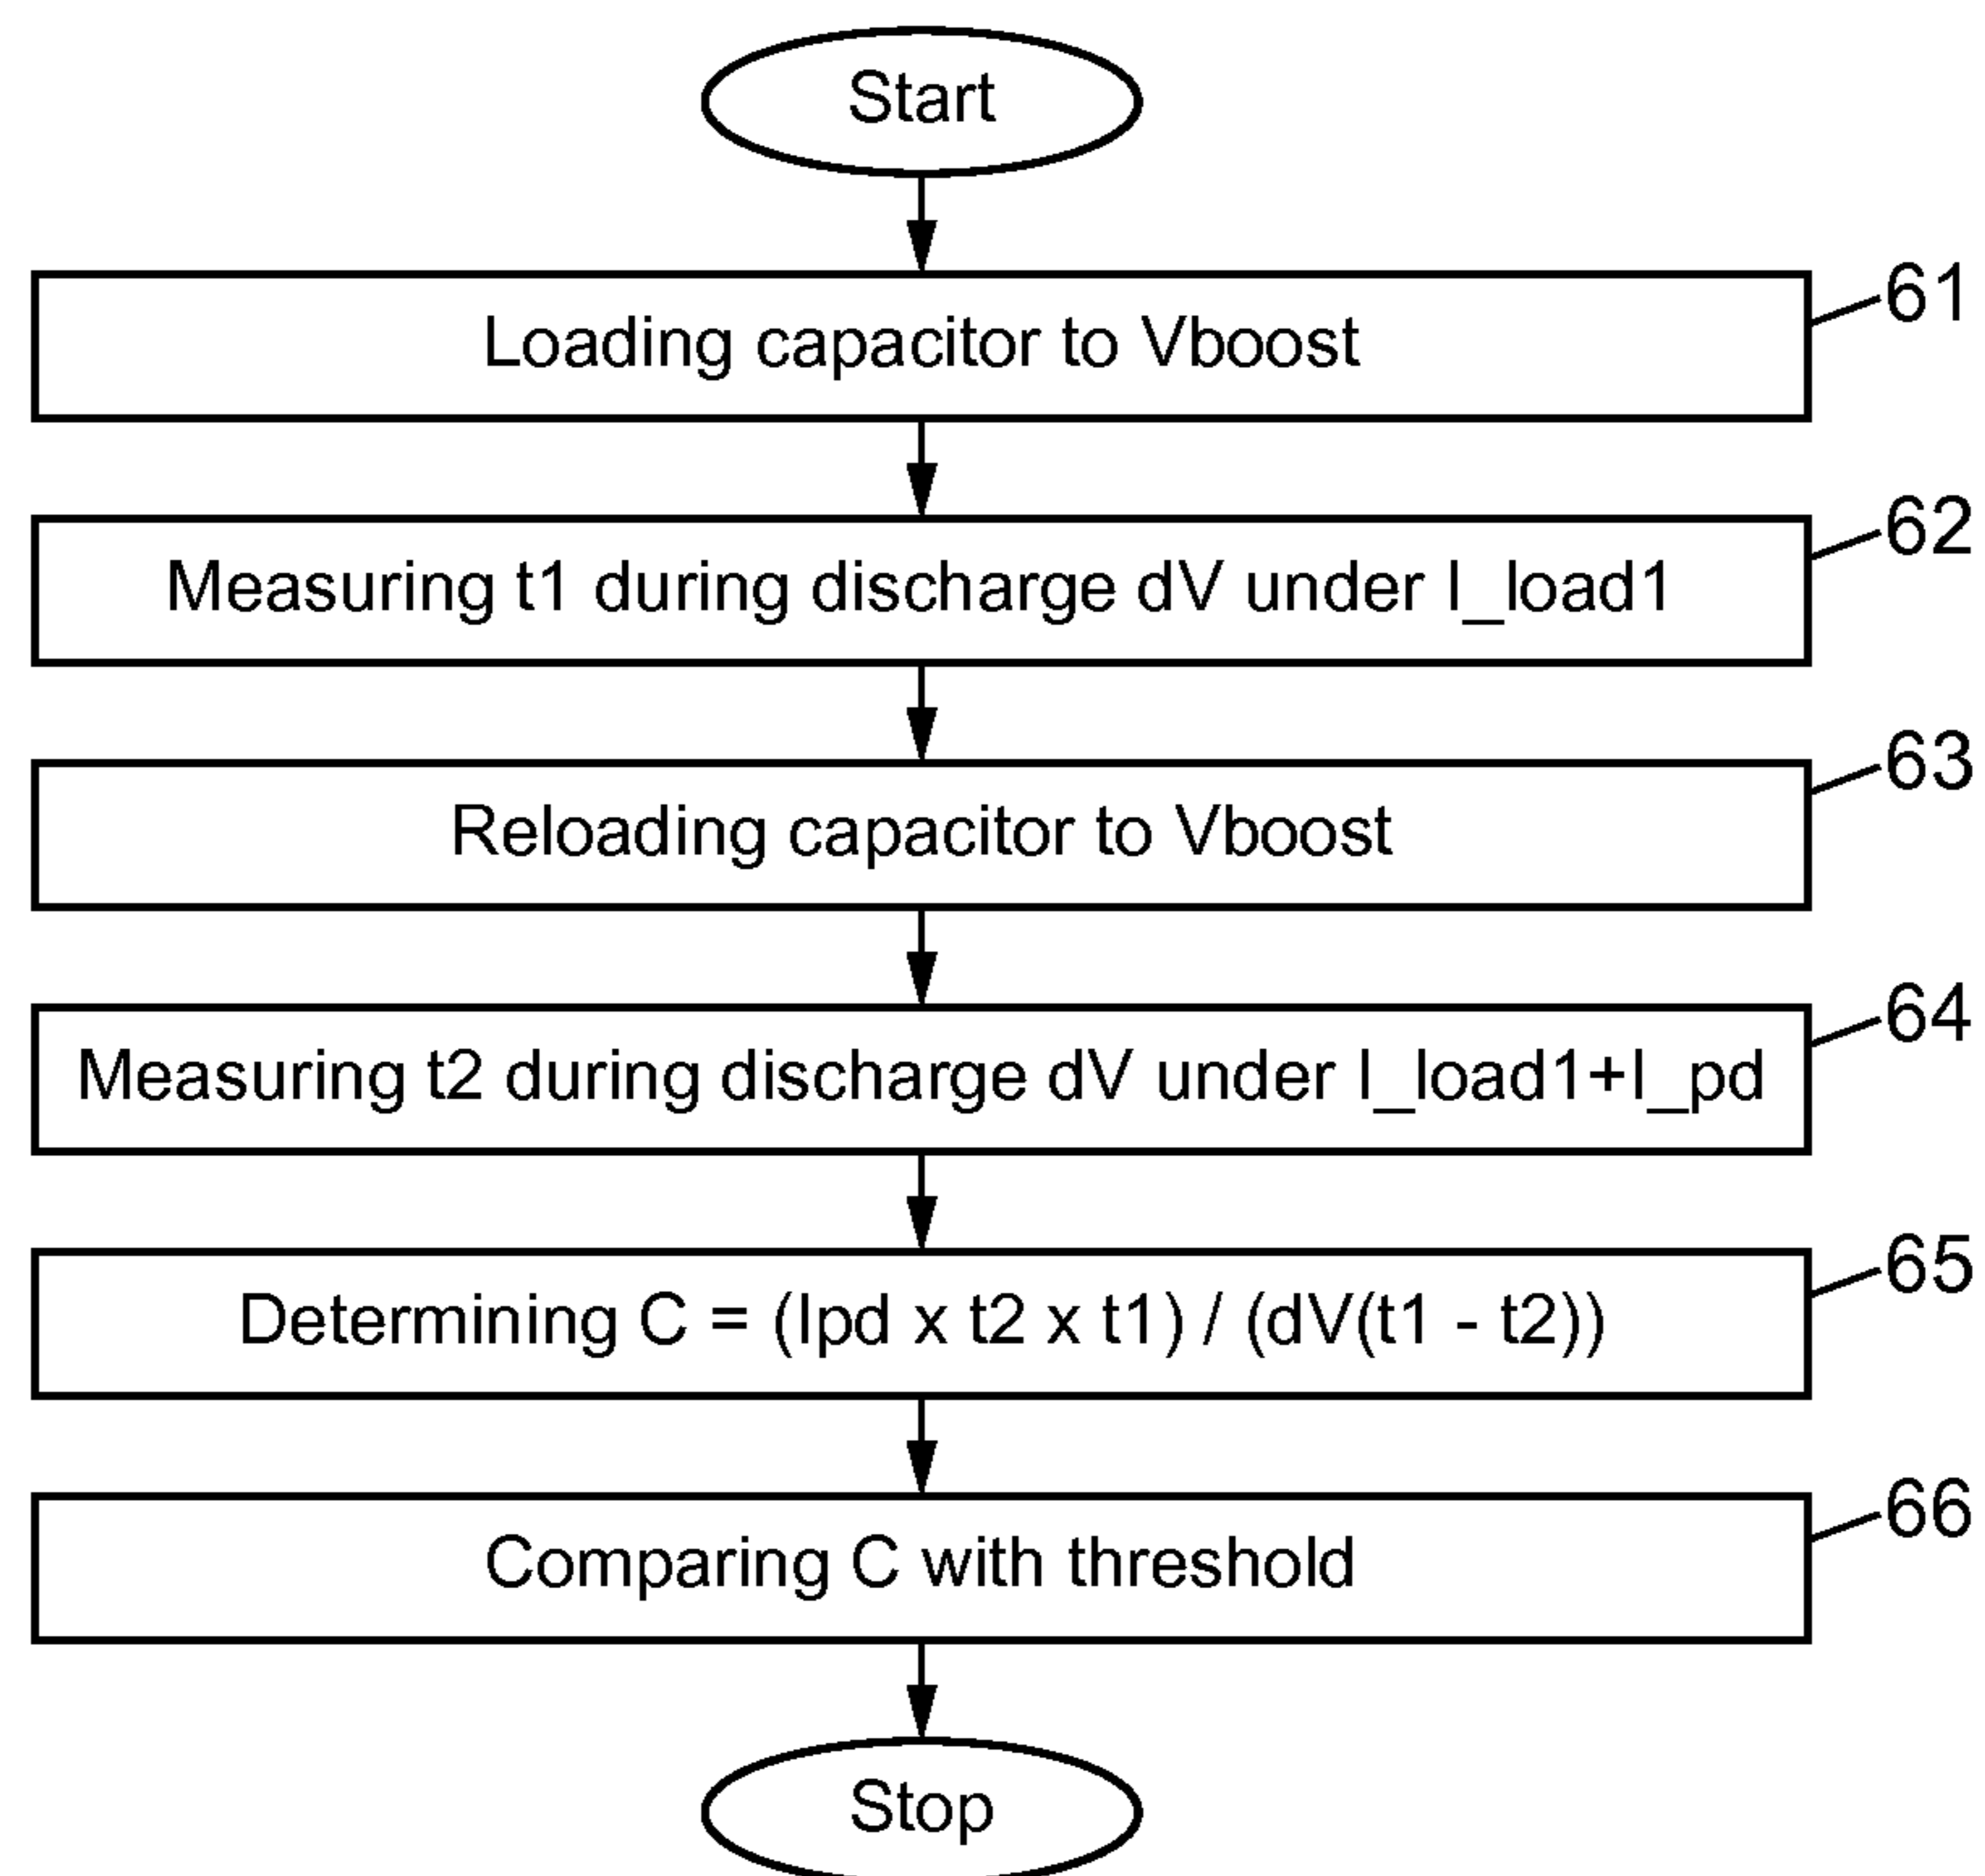 Start
Loading capacitor to Vboost
61
Measuring t1 during discharge dV under I_load1
62
Reloading capacitor to Vboost
63
Measuring t2 during discharge dV under I_load1+I_pd
64
Determining C = (Ipd x t2 x t1) / (dV(t1 - t2))
65
Comparing C with threshold
66
Stop